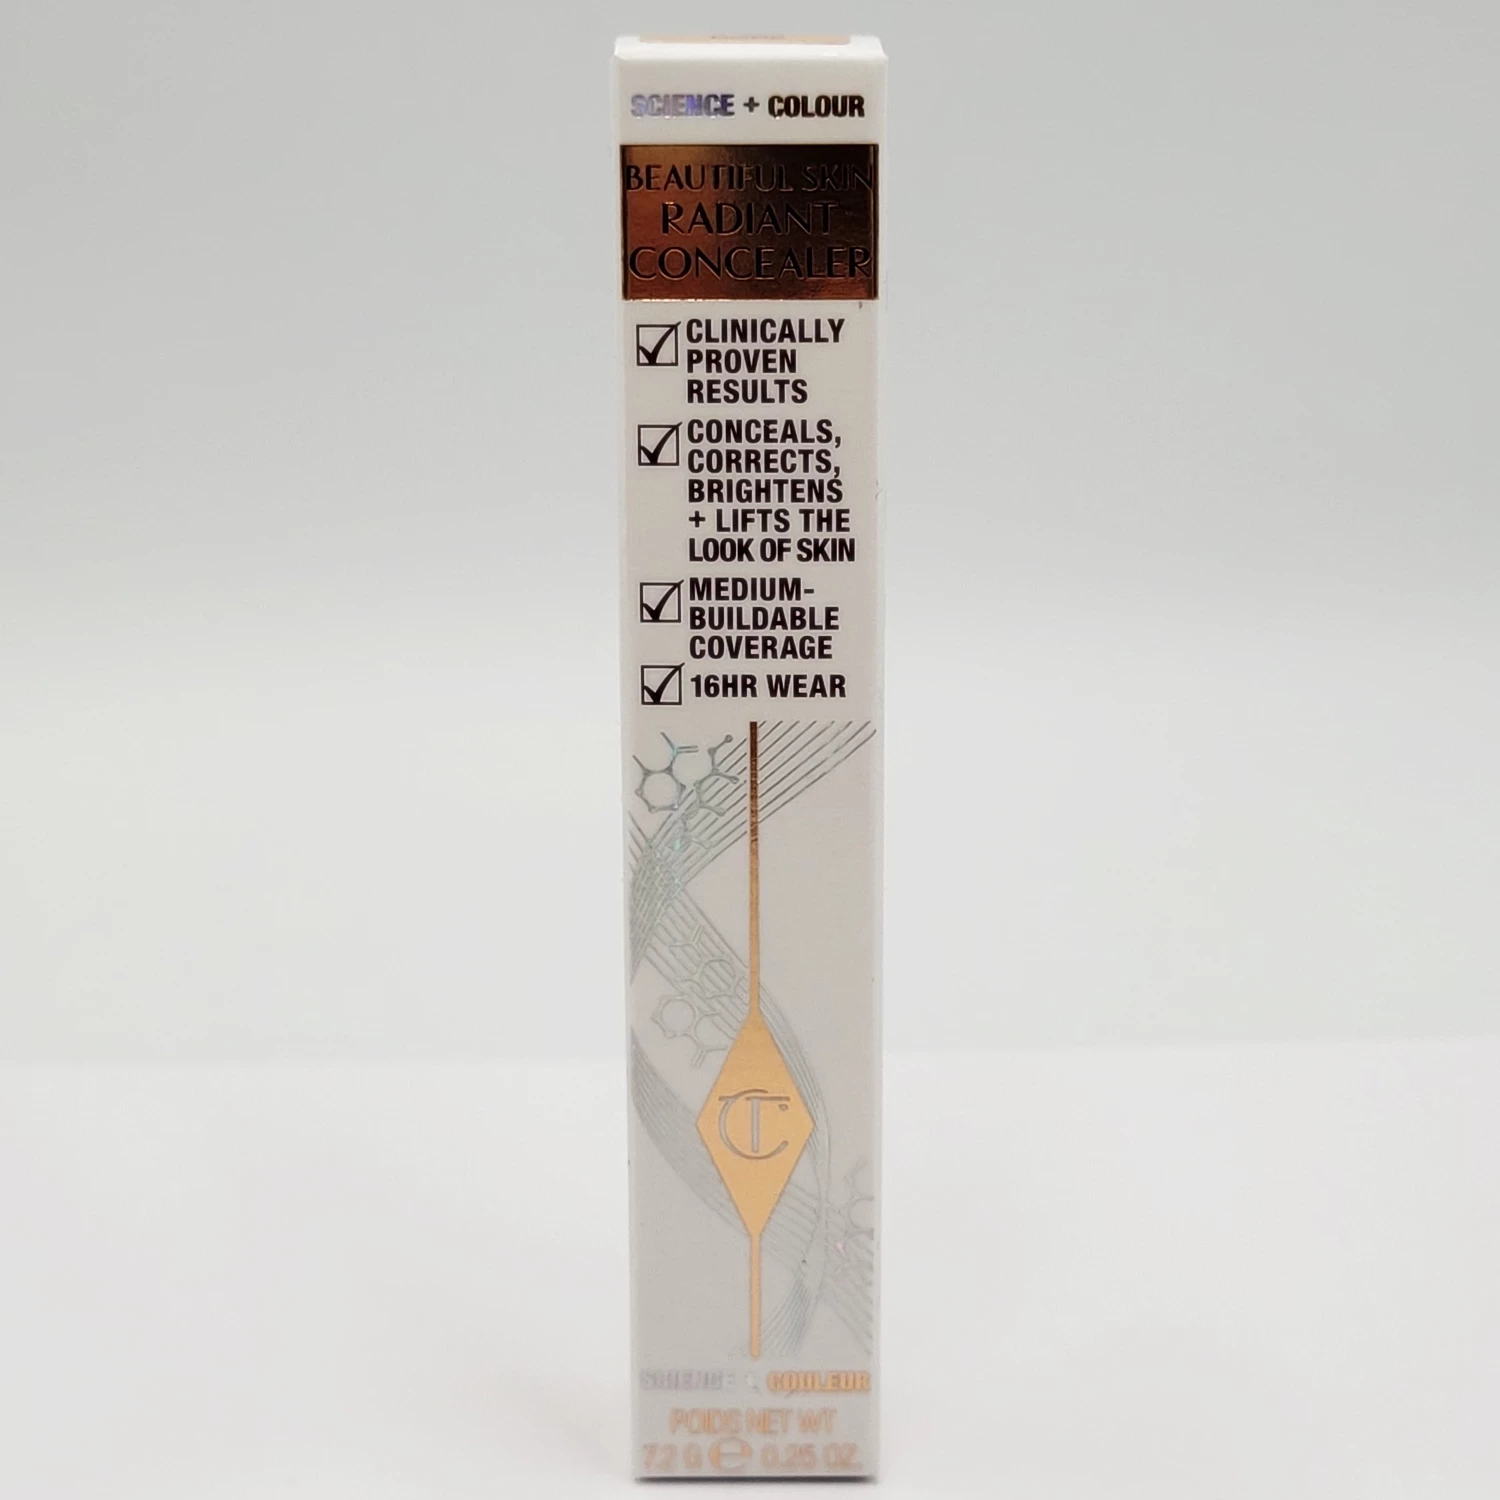 SCIENCE + COLOUR
BEAUTIFUL SKIN
RADIANT
CONCEALER
CLINICALLY
PROVEN
RESULTS
CONCEALS,
CORRECTS,
BRIGHTENS
+ LIFTS THE
LOOK OF SKIN
MEDIUM-
BUILDABLE
COVERAGE
16HR WEAR
CT
SCIENCE + COULEUR
POIDS NET WT.
7.2 G ℮ 0.25 OZ.